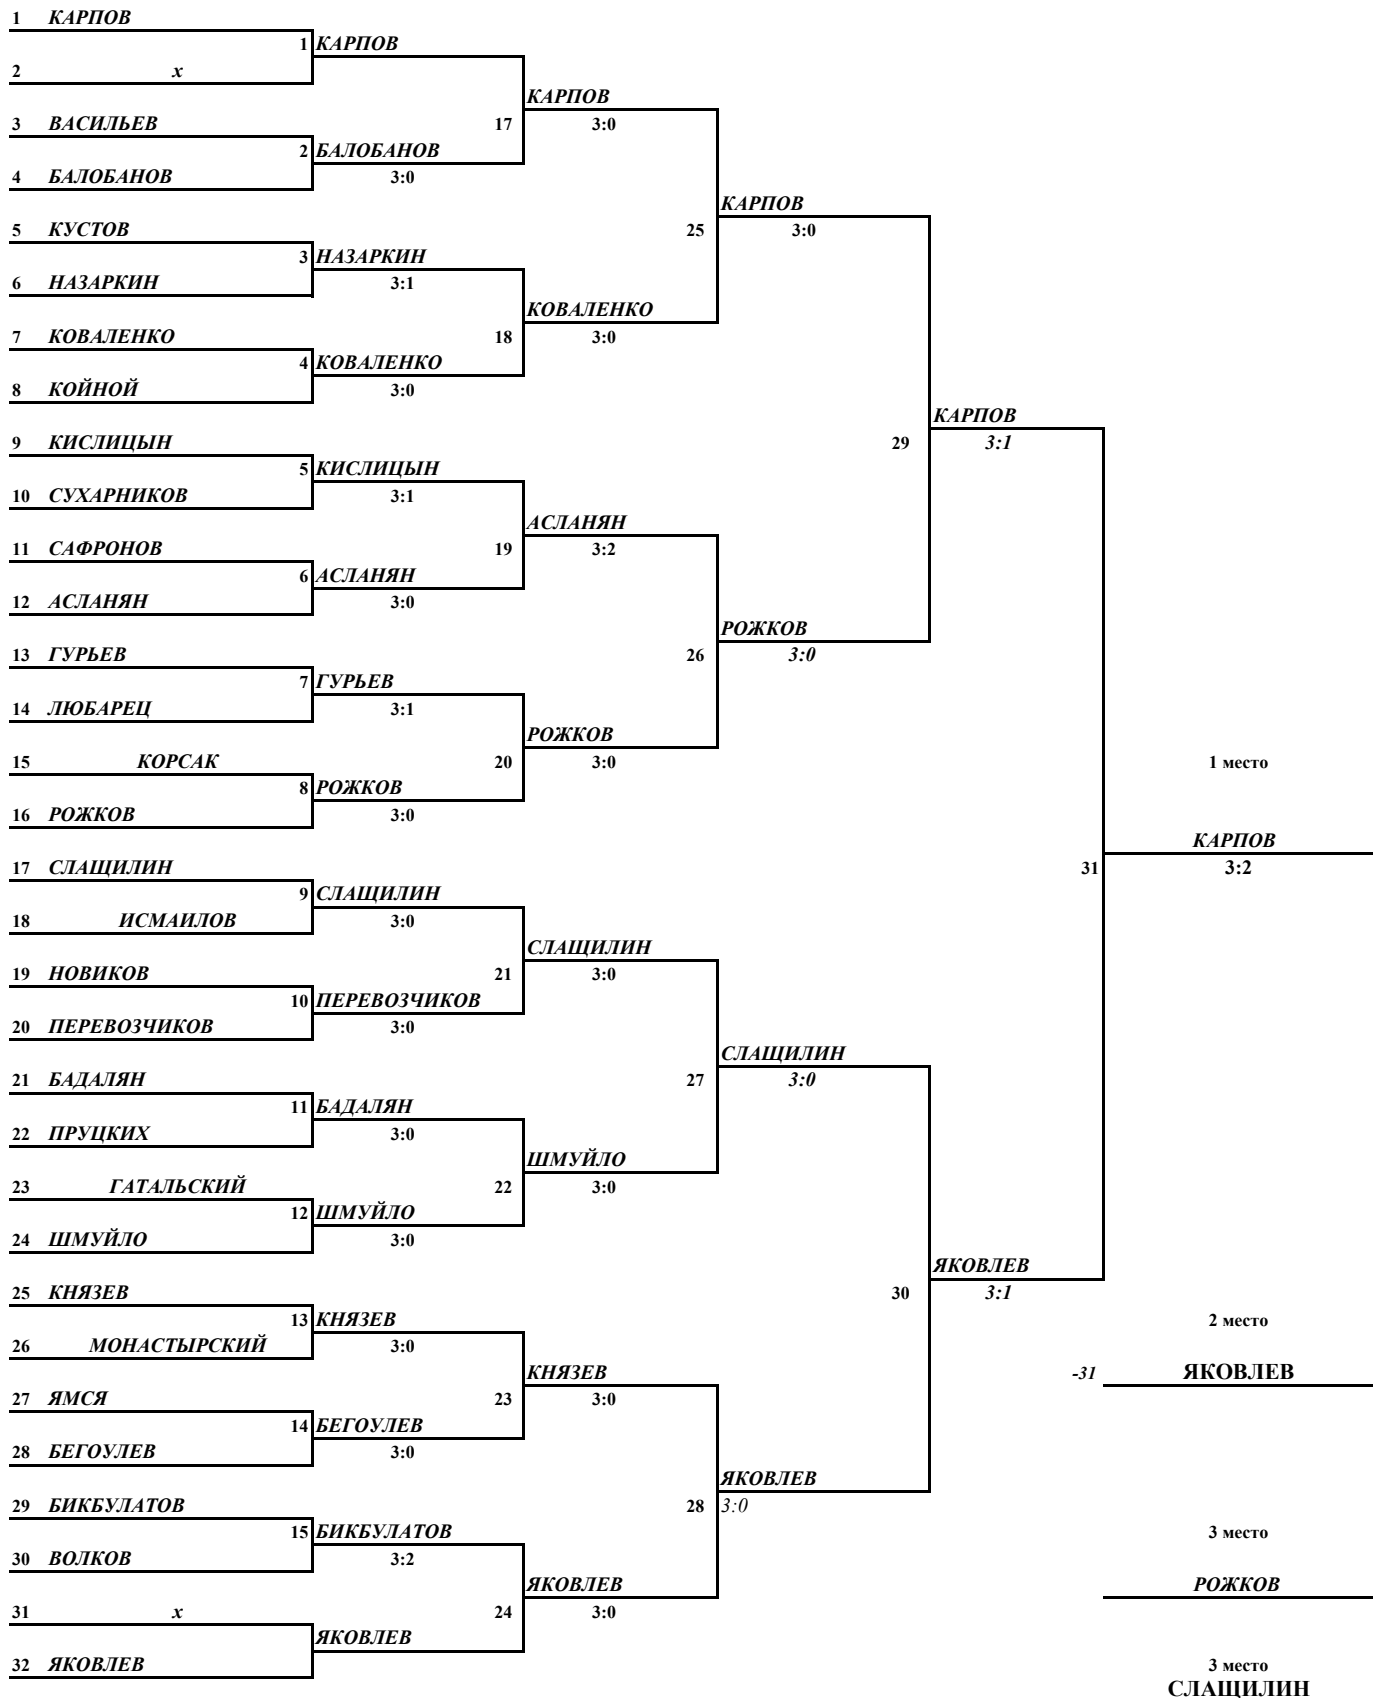 1 КАРПОВ
1 КАРПОВ
2 х
КАРПОВ
3 ВАСИЛЬЕВ
17 3:0
2 БАЛОБАНОВ
4 БАЛОБАНОВ
3:0
КАРПОВ
5 КУСТОВ
25 3:0
3 НАЗАРКИН
6 НАЗАРКИН
3:1
КОВАЛЕНКО
7 КОВАЛЕНКО
18 3:0
4 КОВАЛЕНКО
8 КОЙНОЙ
3:0
КАРПОВ
9 КИСЛИЦЫН
29 3:1
5 КИСЛИЦЫН
10 СУХАРНИКОВ
3:1
АСЛАНЯН
11 САФРОНОВ
19 3:2
6 АСЛАНЯН
12 АСЛАНЯН
3:0
РОЖКОВ
13 ГУРЬЕВ
26 3:0
7 ГУРЬЕВ
14 ЛЮБАРЕЦ
3:1
РОЖКОВ
15 КОРСАК
20 3:0
1 место
8 РОЖКОВ
16 РОЖКОВ
3:0
КАРПОВ
17 СЛАЩИЛИН
31 3:2
9 СЛАЩИЛИН
18 ИСМАИЛОВ
3:0
СЛАЩИЛИН
19 НОВИКОВ
21 3:0
10 ПЕРЕВОЗЧИКОВ
20 ПЕРЕВОЗЧИКОВ
3:0
СЛАЩИЛИН
21 БАДАЛЯН
27 3:0
11 БАДАЛЯН
22 ПРУЦКИХ
3:0
ШМУЙЛО
23 ГАТАЛЬСКИЙ
22 3:0
12 ШМУЙЛО
24 ШМУЙЛО
3:0
ЯКОВЛЕВ
25 КНЯЗЕВ
30 3:1
13 КНЯЗЕВ
2 место
26 МОНАСТЫРСКИЙ
3:0
КНЯЗЕВ
-31 ЯКОВЛЕВ
27 ЯМСЯ
23 3:0
14 БЕГОУЛЕВ
28 БЕГОУЛЕВ
3:0
ЯКОВЛЕВ
29 БИКБУЛАТОВ
28 3:0
15 БИКБУЛАТОВ
3 место
30 ВОЛКОВ
3:2
ЯКОВЛЕВ
РОЖКОВ
31 х
24 3:0
ЯКОВЛЕВ
32 ЯКОВЛЕВ
3 место
СЛАЩИЛИН